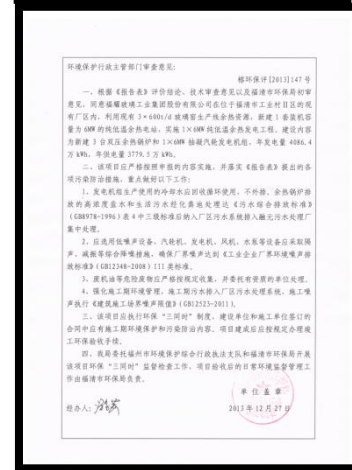 环境保护行政主管部门审查意见:
榕环保评[2013]147号
一、根据《报告表》评价结论、技术审查意见以及福清市环保局初审
意见，同意福耀玻璃工业集团股份有限公司在位于福清市工业村II区的现
有厂区内，利用现有3×600t/d玻璃窑生产线余热资源，新建1套装机容
量为6MW的纯低温余热电站，实施1×6MW纯低温余热发电工程。建设内容
为新建3台双压余热锅炉和1×6MW抽凝汽轮发电机组，年发电量4086.4
万kWh，年供电量3779.5万kWh。
二、该项目应严格按照申报的内容实施，并落实《报告表》提出的各
项污染防治措施，重点做好以下工作：
1、发电机组生产使用的冷却水应回收循环使用，不外排。余热锅炉排
放的高浓度盐水和生活污水经化粪池处理达《污水综合排放标准》
（GB8978-1996）表4中三级标准后纳入厂区污水系统排入融元污水处理厂
集中处理。
2、应选用低噪声设备，汽轮机、发电机、风机、水泵等设备应采取隔
声、减振等综合降噪措施，确保厂界噪声达到《工业企业厂界环境噪声排
放标准》（GB12348-2008）III类标准。
3、废机油等危险废物应严格按规定收集，并委托有资质的单位处理。
4、强化施工期环境管理，施工期污水排入厂区污水处理系统，施工噪
声执行《建筑施工场界噪声限值》（GB12523-2011）。
三、该项目应执行环保“三同时”制度，建设单位和施工单位签订的
合同中应有施工期环境保护和污染防治内容。项目建成后应按规定办理竣
工环保验收手续。
四、我局委托福州市环境保护综合行政执法支队和福清市环保局开展
该项目环保“三同时”监督检查工作，项目验收后的日常环境监督管理工
作由福清市环保局负责。
单位盖章
经办人：
2013年12月27日